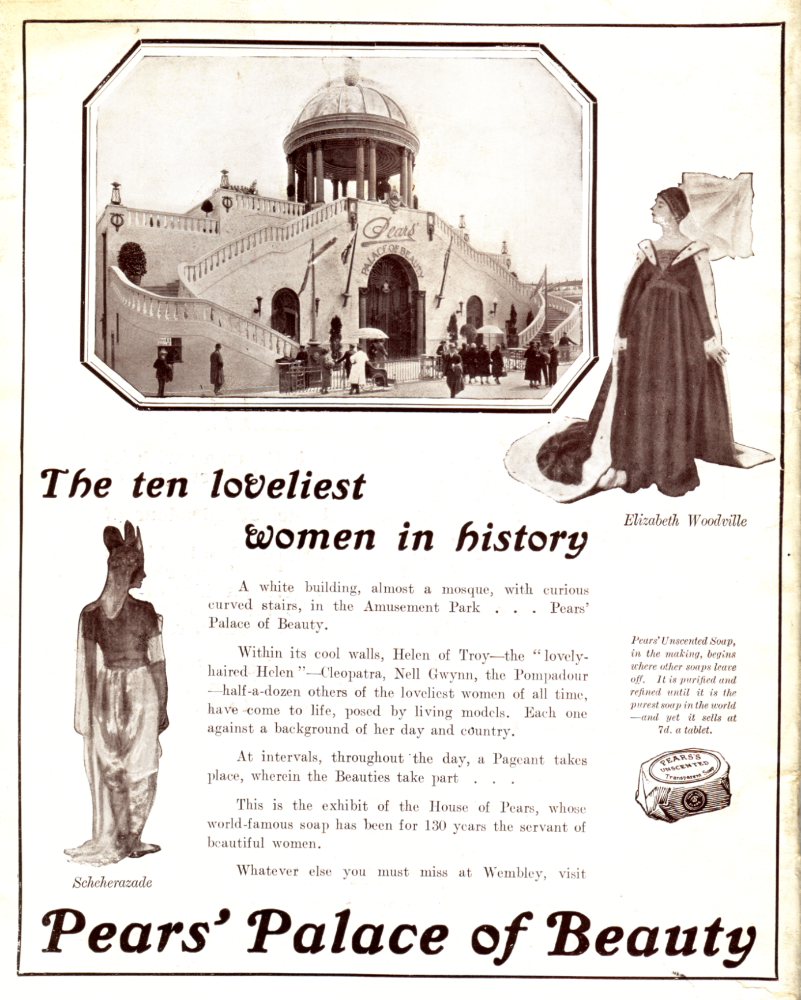 Pears'
PALACE OF BEAUTY
The ten loveliest
women in history
Elizabeth Woodville
A white building, almost a mosque, with curious
curved stairs, in the Amusement Park . . . Pears'
Palace of Beauty.
Within its cool walls, Helen of Troy—the “lovely-
haired Helen”—Cleopatra, Nell Gwynn, the Pompadour
—half-a-dozen others of the loveliest women of all time,
have come to life, posed by living models. Each one
against a background of her day and country.
At intervals, throughout the day, a Pageant takes
place, wherein the Beauties take part . . .
This is the exhibit of the House of Pears, whose
world-famous soap has been for 130 years the servant of
beautiful women.
Whatever else you must miss at Wembley, visit
Scheherazade
Pears' Unscented Soap,
in the making, begins
where other soaps leave
off. It is purified and
refined until it is the
purest soap in the world
—and yet it sells at
7d. a tablet.
PEARS'S
UNSCENTED
Transparent Soap
Pears' Palace of Beauty